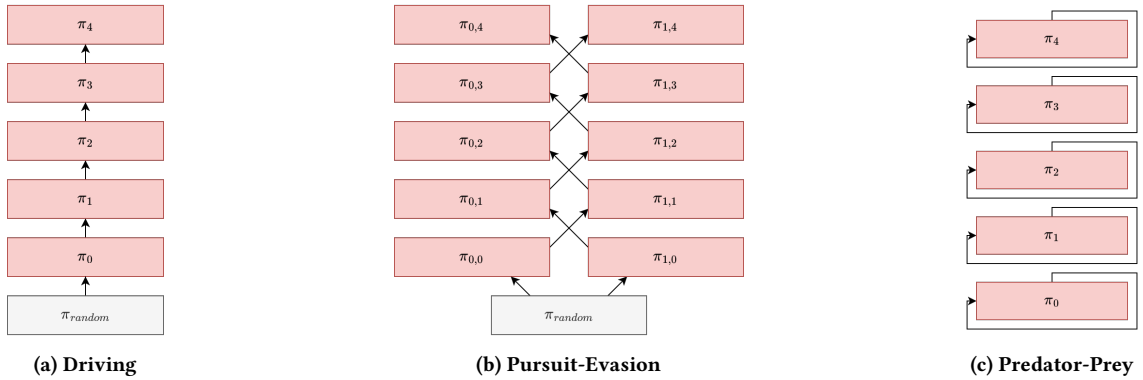 π4
π3
π2
π1
π0
πrandom
(a) Driving
π0,4 π1,4
π0,3 π1,3
π0,2 π1,2
π0,1 π1,1
π0,0 π1,0
πrandom
(b) Pursuit-Evasion
π4
π3
π2
π1
π0
(c) Predator-Prey